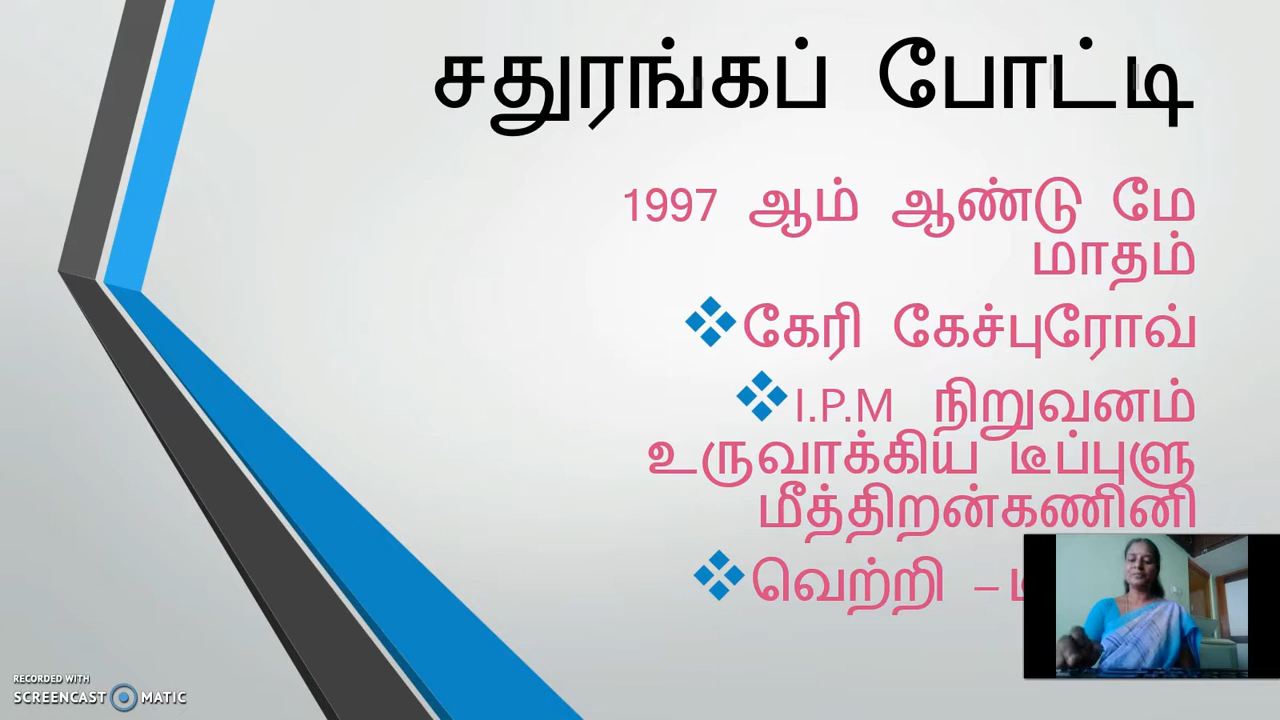 சதுரங்கப் போட்டி
1997 ஆம் ஆண்டு மே
மாதம்
கேரி கேச்புரோவ்
I.P.M நிறுவனம்
உருவாக்கிய டீப்புளு
மீத்திறன்கணினி
வெற்றி –
RECORDED WITH
SCREENCAST MATIC